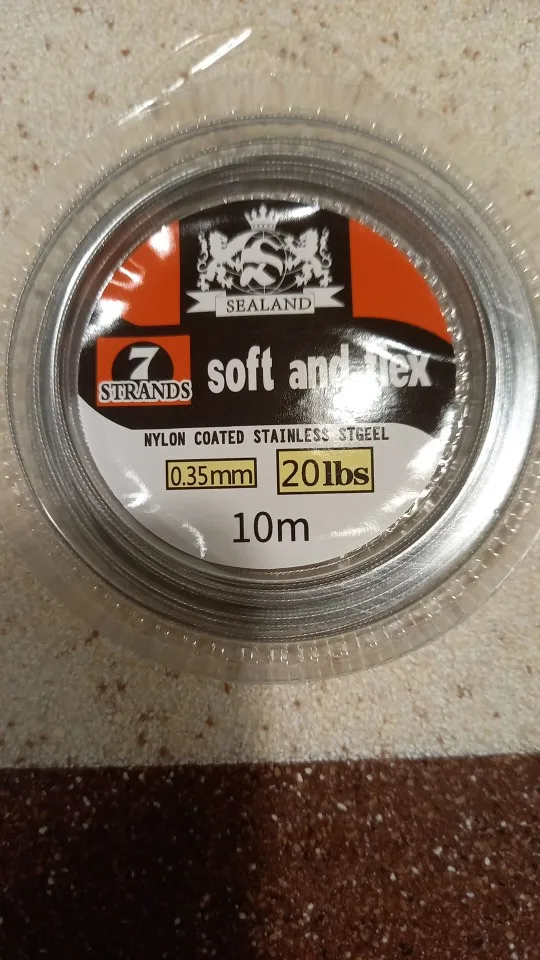 S
SEALAND
7
STRANDS
soft and flex
NYLON COATED STAINLESS STGEEL
0.35mm
20lbs
10m